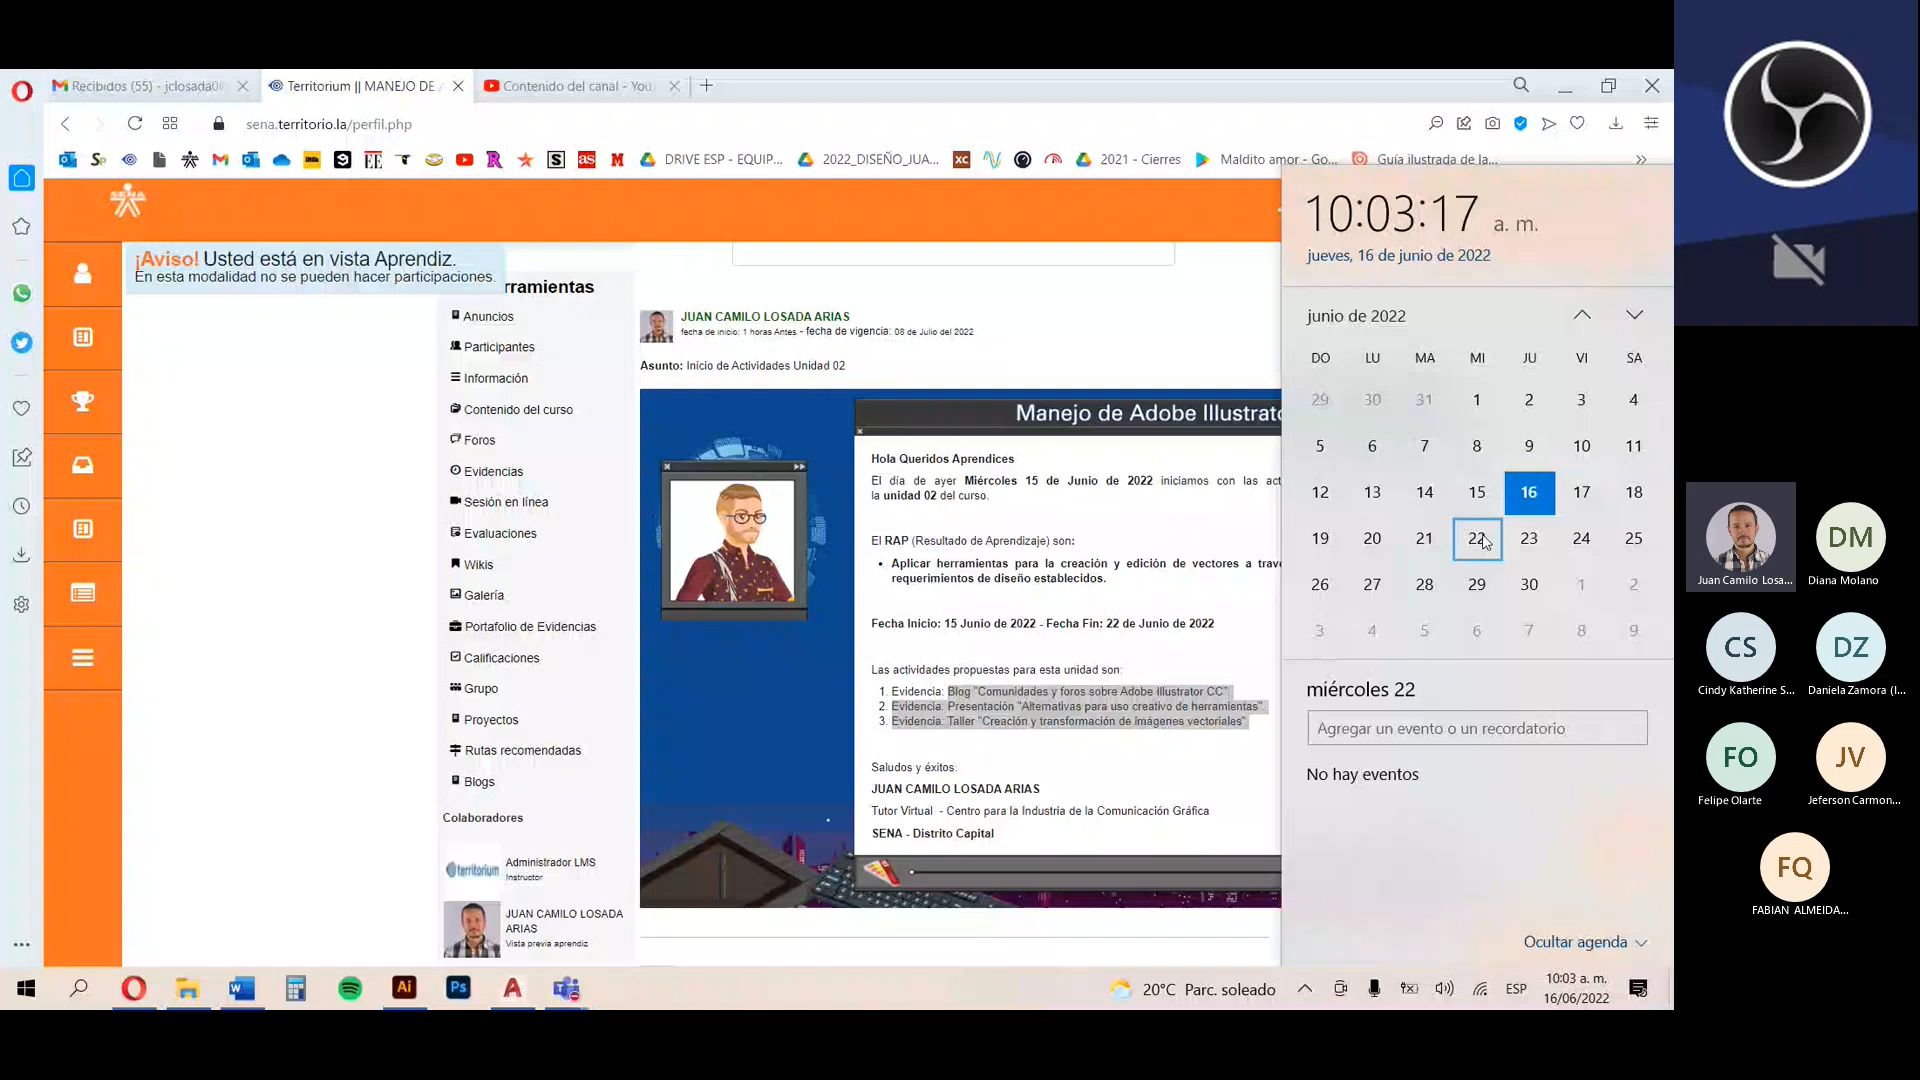 Recibidos (55) - jclosada0
Territorium || MANEJO DE
Contenido del canal - You
sena.territorio.la/perfil.php
DRIVE ESP - EQUIP...
2022_DISEÑO_JUA...
2021 - Cierres
Maldito amor - Go...
Guía ilustrada de la...
SENA
¡Aviso! Usted está en vista Aprendiz.
En esta modalidad no se pueden hacer participaciones.
rramientas
Anuncios
Participantes
Información
Contenido del curso
Foros
Evidencias
Sesión en línea
Evaluaciones
Wikis
Galería
Portafolio de Evidencias
Calificaciones
Grupo
Proyectos
Rutas recomendadas
Blogs
Colaboradores
territorium
Administrador LMS
Instructor
JUAN CAMILO LOSADA
ARIAS
Vista previa aprendiz
JUAN CAMILO LOSADA ARIAS
fecha de inicio: 1 horas Antes - fecha de vigencia: 08 de Julio del 2022
Asunto: Inicio de Actividades Unidad 02
Manejo de Adobe Illustrato
Hola Queridos Aprendices
El día de ayer Miércoles 15 de Junio de 2022 iniciamos con las act
la unidad 02 del curso.
El RAP (Resultado de Aprendizaje) son:
• Aplicar herramientas para la creación y edición de vectores a trave
requerimientos de diseño establecidos.
Fecha Inicio: 15 Junio de 2022 - Fecha Fin: 22 de Junio de 2022
Las actividades propuestas para esta unidad son:
1. Evidencia: Blog "Comunidades y foros sobre Adobe Illustrator CC".
2. Evidencia. Presentación "Alternativas para uso creativo de herramientas".
3. Evidencia. Taller "Creación y transformación de imágenes vectoriales".
Saludos y éxitos:
JUAN CAMILO LOSADA ARIAS
Tutor Virtual - Centro para la Industria de la Comunicación Gráfica
SENA - Distrito Capital
10:03:17 a. m.
jueves, 16 de junio de 2022
junio de 2022
DO LU MA MI JU VI SA
29 30 31 1 2 3 4
5 6 7 8 9 10 11
12 13 14 15 16 17 18
19 20 21 22 23 24 25
26 27 28 29 30 1 2
3 4 5 6 7 8 9
miércoles 22
Agregar un evento o un recordatorio
No hay eventos
Ocultar agenda
Juan Camilo Losa...
DM
Diana Molano
CS
Cindy Katherine S...
DZ
Daniela Zamora (I...
FO
Felipe Olarte
JV
Jeferson Carmon...
FQ
FABIAN ALMEIDA...
Ai
Ps
20°C Parc. soleado
ESP
10:03 a. m.
16/06/2022